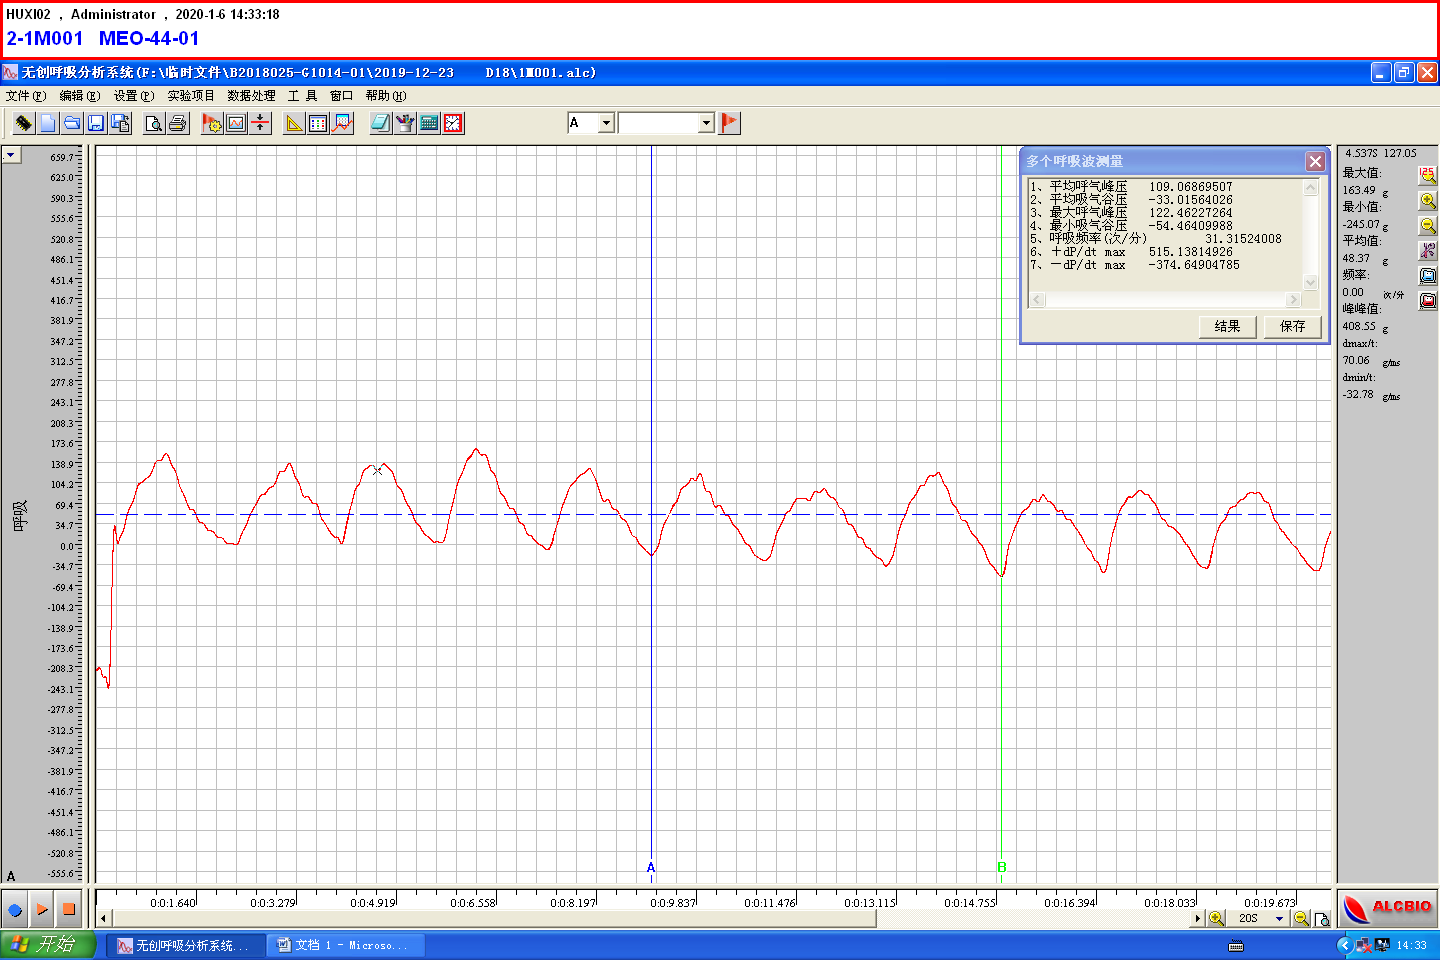 HUXI02 , Administrator , 2020-1-6 14:33:18
2-1M001 MEO-44-01
无创呼吸分析系统(F:\临时文件\B2018025-G1014-01\2019-12-23 D18\1M001.alc)
文件(F) 编辑(E) 设置(P) 实验项目 数据处理 工 具 窗口 帮助(H)
A
多个呼吸波测量
1、平均呼气峰压 109.06869507
2、平均吸气谷压 -33.01564026
3、最大呼气峰压 122.46227264
4、最小吸气谷压 -54.46409988
5、呼吸频率(次/分) 31.31524008
6、＋dP/dt max 515.13814926
7、－dP/dt max -374.64904785
结果 保存
4.537S 127.05
最大值:
163.49 g
最小值:
-245.07 g
平均值:
48.37 g
频率:
0.00 次/分
峰峰值:
408.55 g
dmax/t:
70.06 g/ms
dmin/t:
-32.78 g/ms
125
659.7
625.0
590.3
555.6
520.8
486.1
451.4
416.7
381.9
347.2
312.5
277.8
243.1
208.3
173.6
138.9
104.2
69.4
34.7
0.0
-34.7
-69.4
-104.2
-138.9
-173.6
-208.3
-243.1
-277.8
-312.5
-347.2
-381.9
-416.7
-451.4
-486.1
-520.8
-555.6
呼吸
A
A B
0:0:1.640 0:0:3.279 0:0:4.919 0:0:6.558 0:0:8.197 0:0:9.837 0:0:11.476 0:0:13.115 0:0:14.755 0:0:16.394 0:0:18.033 0:0:19.673
20S
ALCBIO
开始 无创呼吸分析系统... 文档 1 - Microso... 14:33